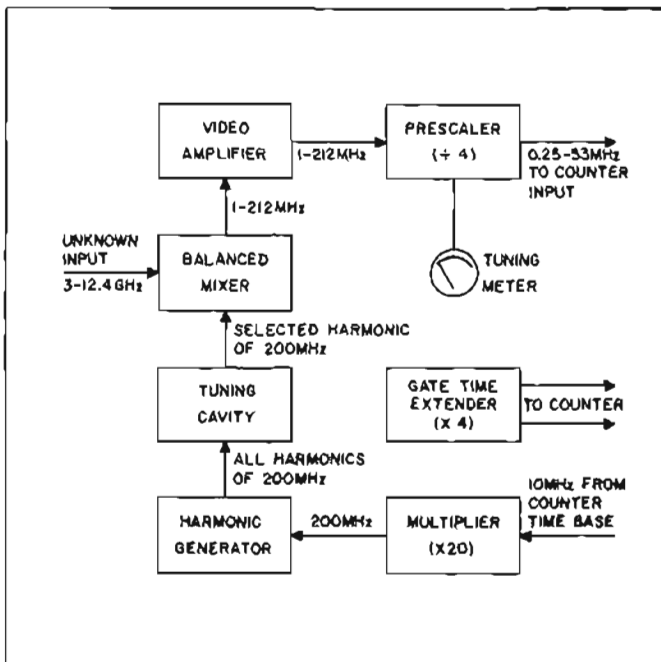 VIDEO
AMPLIFIER
1-212MHz
PRESCALER
(÷ 4)
0.25-53MHz
TO COUNTER
INPUT
1-212MHz
UNKNOWN
INPUT
3-12.4GHz
BALANCED
MIXER
TUNING
METER
SELECTED HARMONIC
OF 200MHz
TUNING
CAVITY
GATE TIME
EXTENDER
(X 4)
TO COUNTER
ALL HARMONICS
OF 200MHz
HARMONIC
GENERATOR
200MHz
MULTIPLIER
(X20)
10MHz FROM
COUNTER
TIME BASE